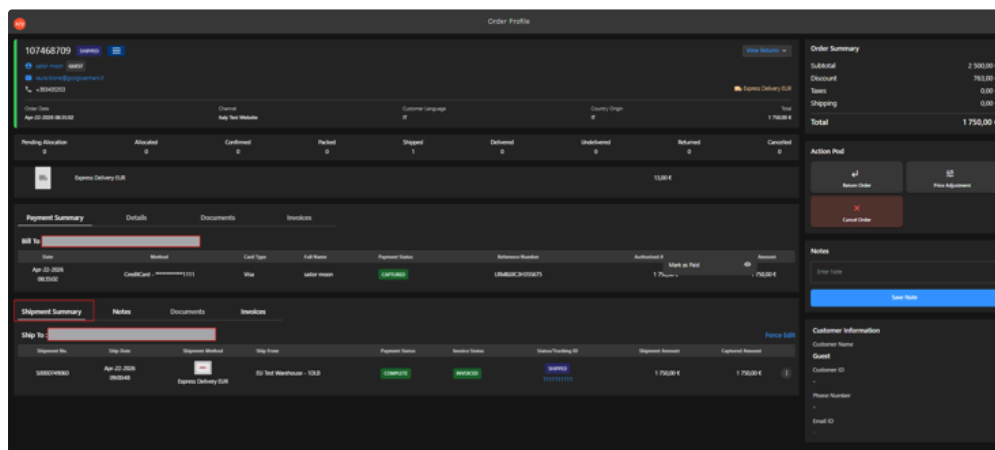 Order Profile
107468709 SHIPPED
View Returns
sailor moon GUEST
Express Delivery EUR
Order Date Channel Customer Language Country Origin Total
Apr-22-2026 08:35:02 Italy Test Website IT IT 1 750,00 €
Pending Allocation Allocated Confirmed Packed Shipped Delivered Undelivered Returned Cancelled
0 0 0 0 1 0 0 0 0
Express Delivery EUR 13,00 €
Payment Summary Details Documents Invoices
Bill To
Date Method Card Type Full Name Payment Status Reference Number Authorised A Amount
Mark as Paid
Apr-22-2026
08:35:02
CreditCard - ************1111 Visa sailor moon CAPTURED 1 750,00 €
Shipment Summary Notes Documents Invoices
Ship To :
Force Edit
Shipment No. Ship Date Shipment Method Ship From Payment Status Invoice Status Status/Tracking ID Shipment Amount Captured Amount
Apr-22-2026
09:00:48
Express Delivery EUR
EU Test Warehouse - 1OLD COMPLETE INVOICED SHIPPED 1 750,00 € 1 750,00 €
1111111111
Order Summary
Subtotal 2 500,00
Discount 763,00
Taxes 0,00
Shipping 0,00
Total 1 750,00
Action Pod
Return Order Price Adjustment
Cancel Order
Notes
Enter Note
Save Note
Customer Information
Customer Name
Guest
Customer ID
-
Phone Number
-
Email ID